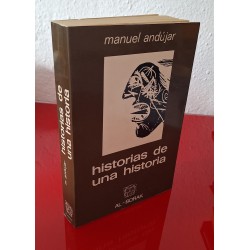 manuel andújar
historias de
una historia
AL-BORAK
historias de
una historia